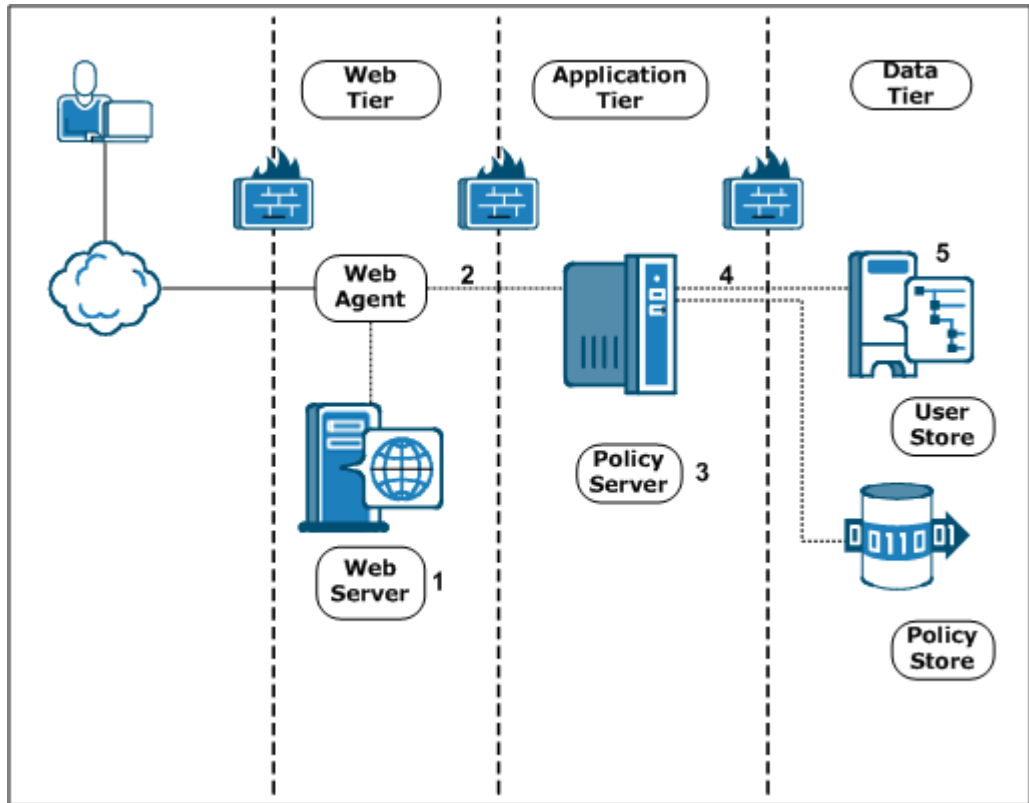 Web
Tier
Application
Tier
Data
Tier
Web
Agent
2
4
5
User
Store
Policy
Server
3
011001
Web
Server
1
Policy
Store